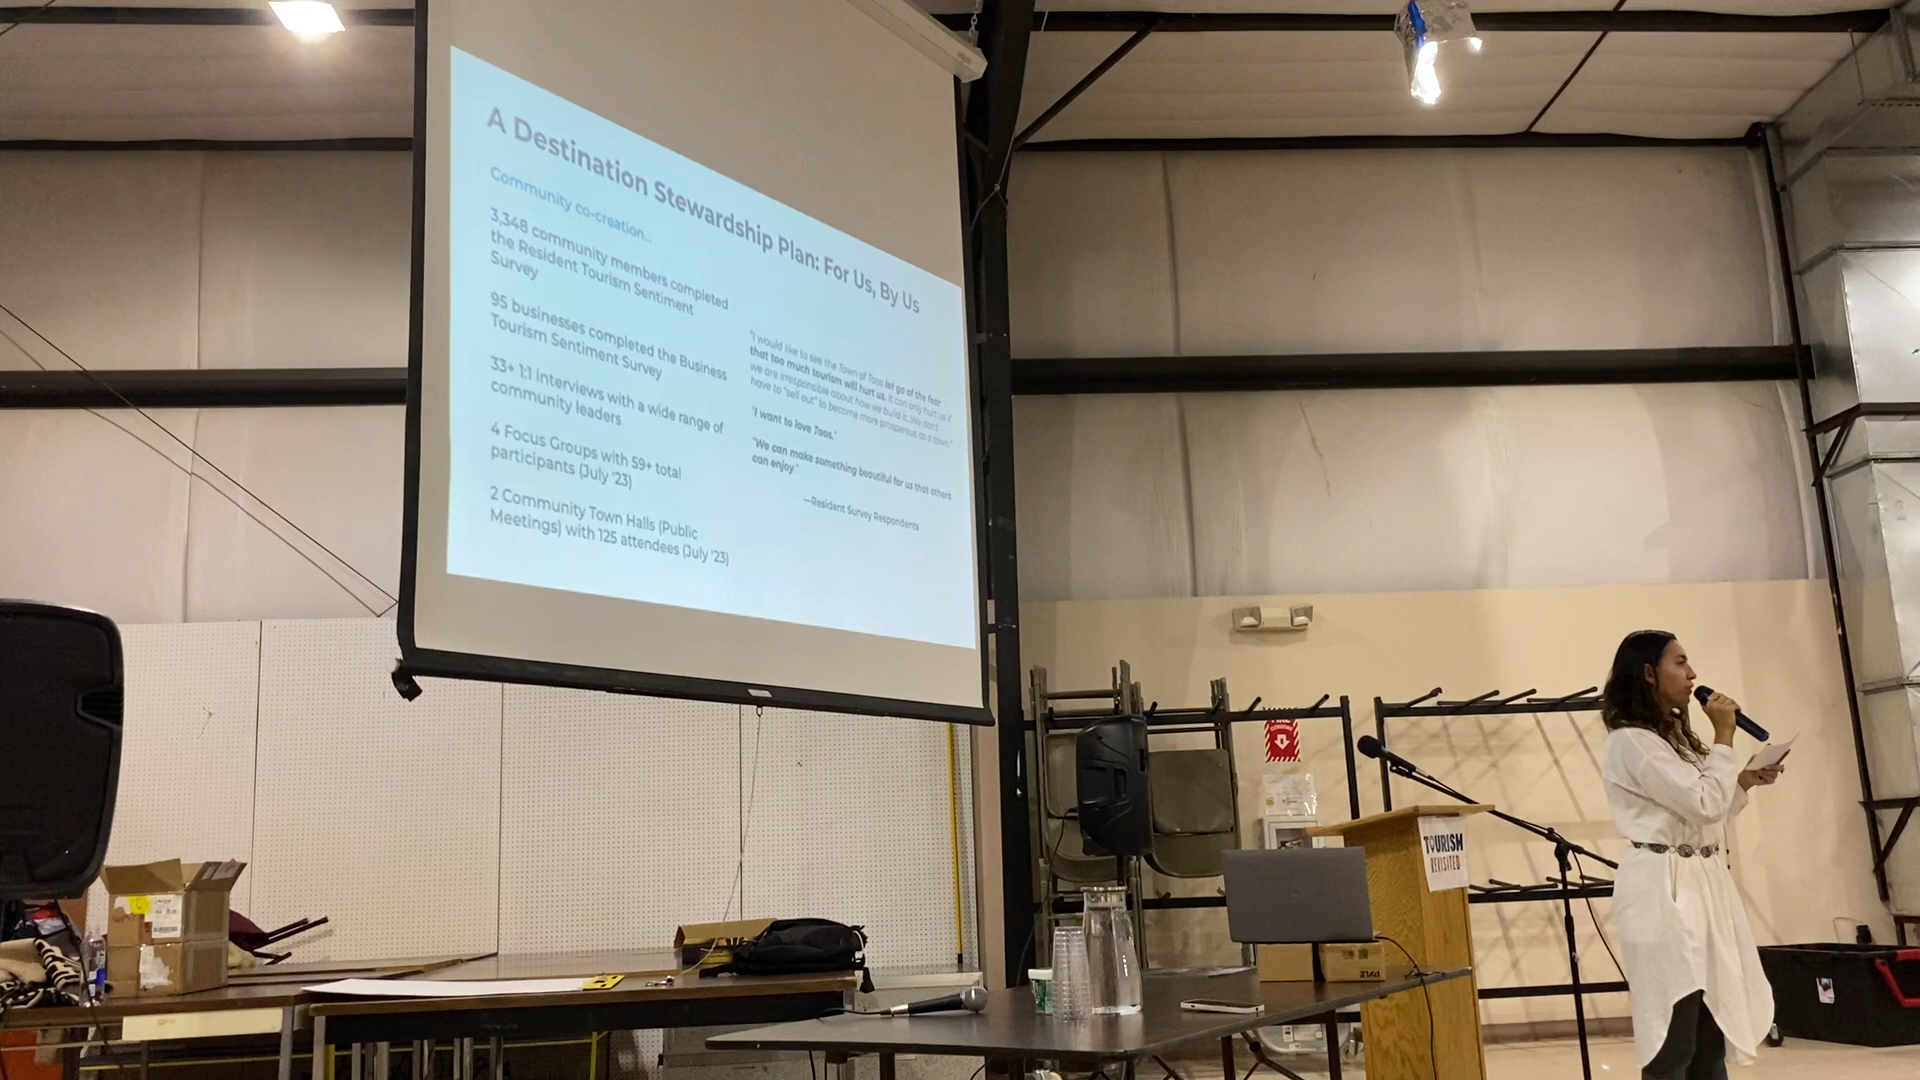 A Destination Stewardship Plan: For Us, By Us
Community co-creation...
3,348 community members completed
the Resident Tourism Sentiment
Survey
95 businesses completed the Business
Tourism Sentiment Survey
33+ 1:1 interviews with a wide range of
community leaders
4 Focus Groups with 59+ total
participants (July '23)
2 Community Town Halls (Public
Meetings) with 125 attendees (July '23)
"I would like to see the Town of Taos let go of the fear
that too much tourism will hurt us. It can only hurt us if
we are irresponsible about how we build it...We don't
have to "sell out" to become more prosperous as a town."
"I want to love Taos."
"We can make something beautiful for us that others
can enjoy."
—Resident Survey Respondents
TOURISM
REVISITED
PYLE